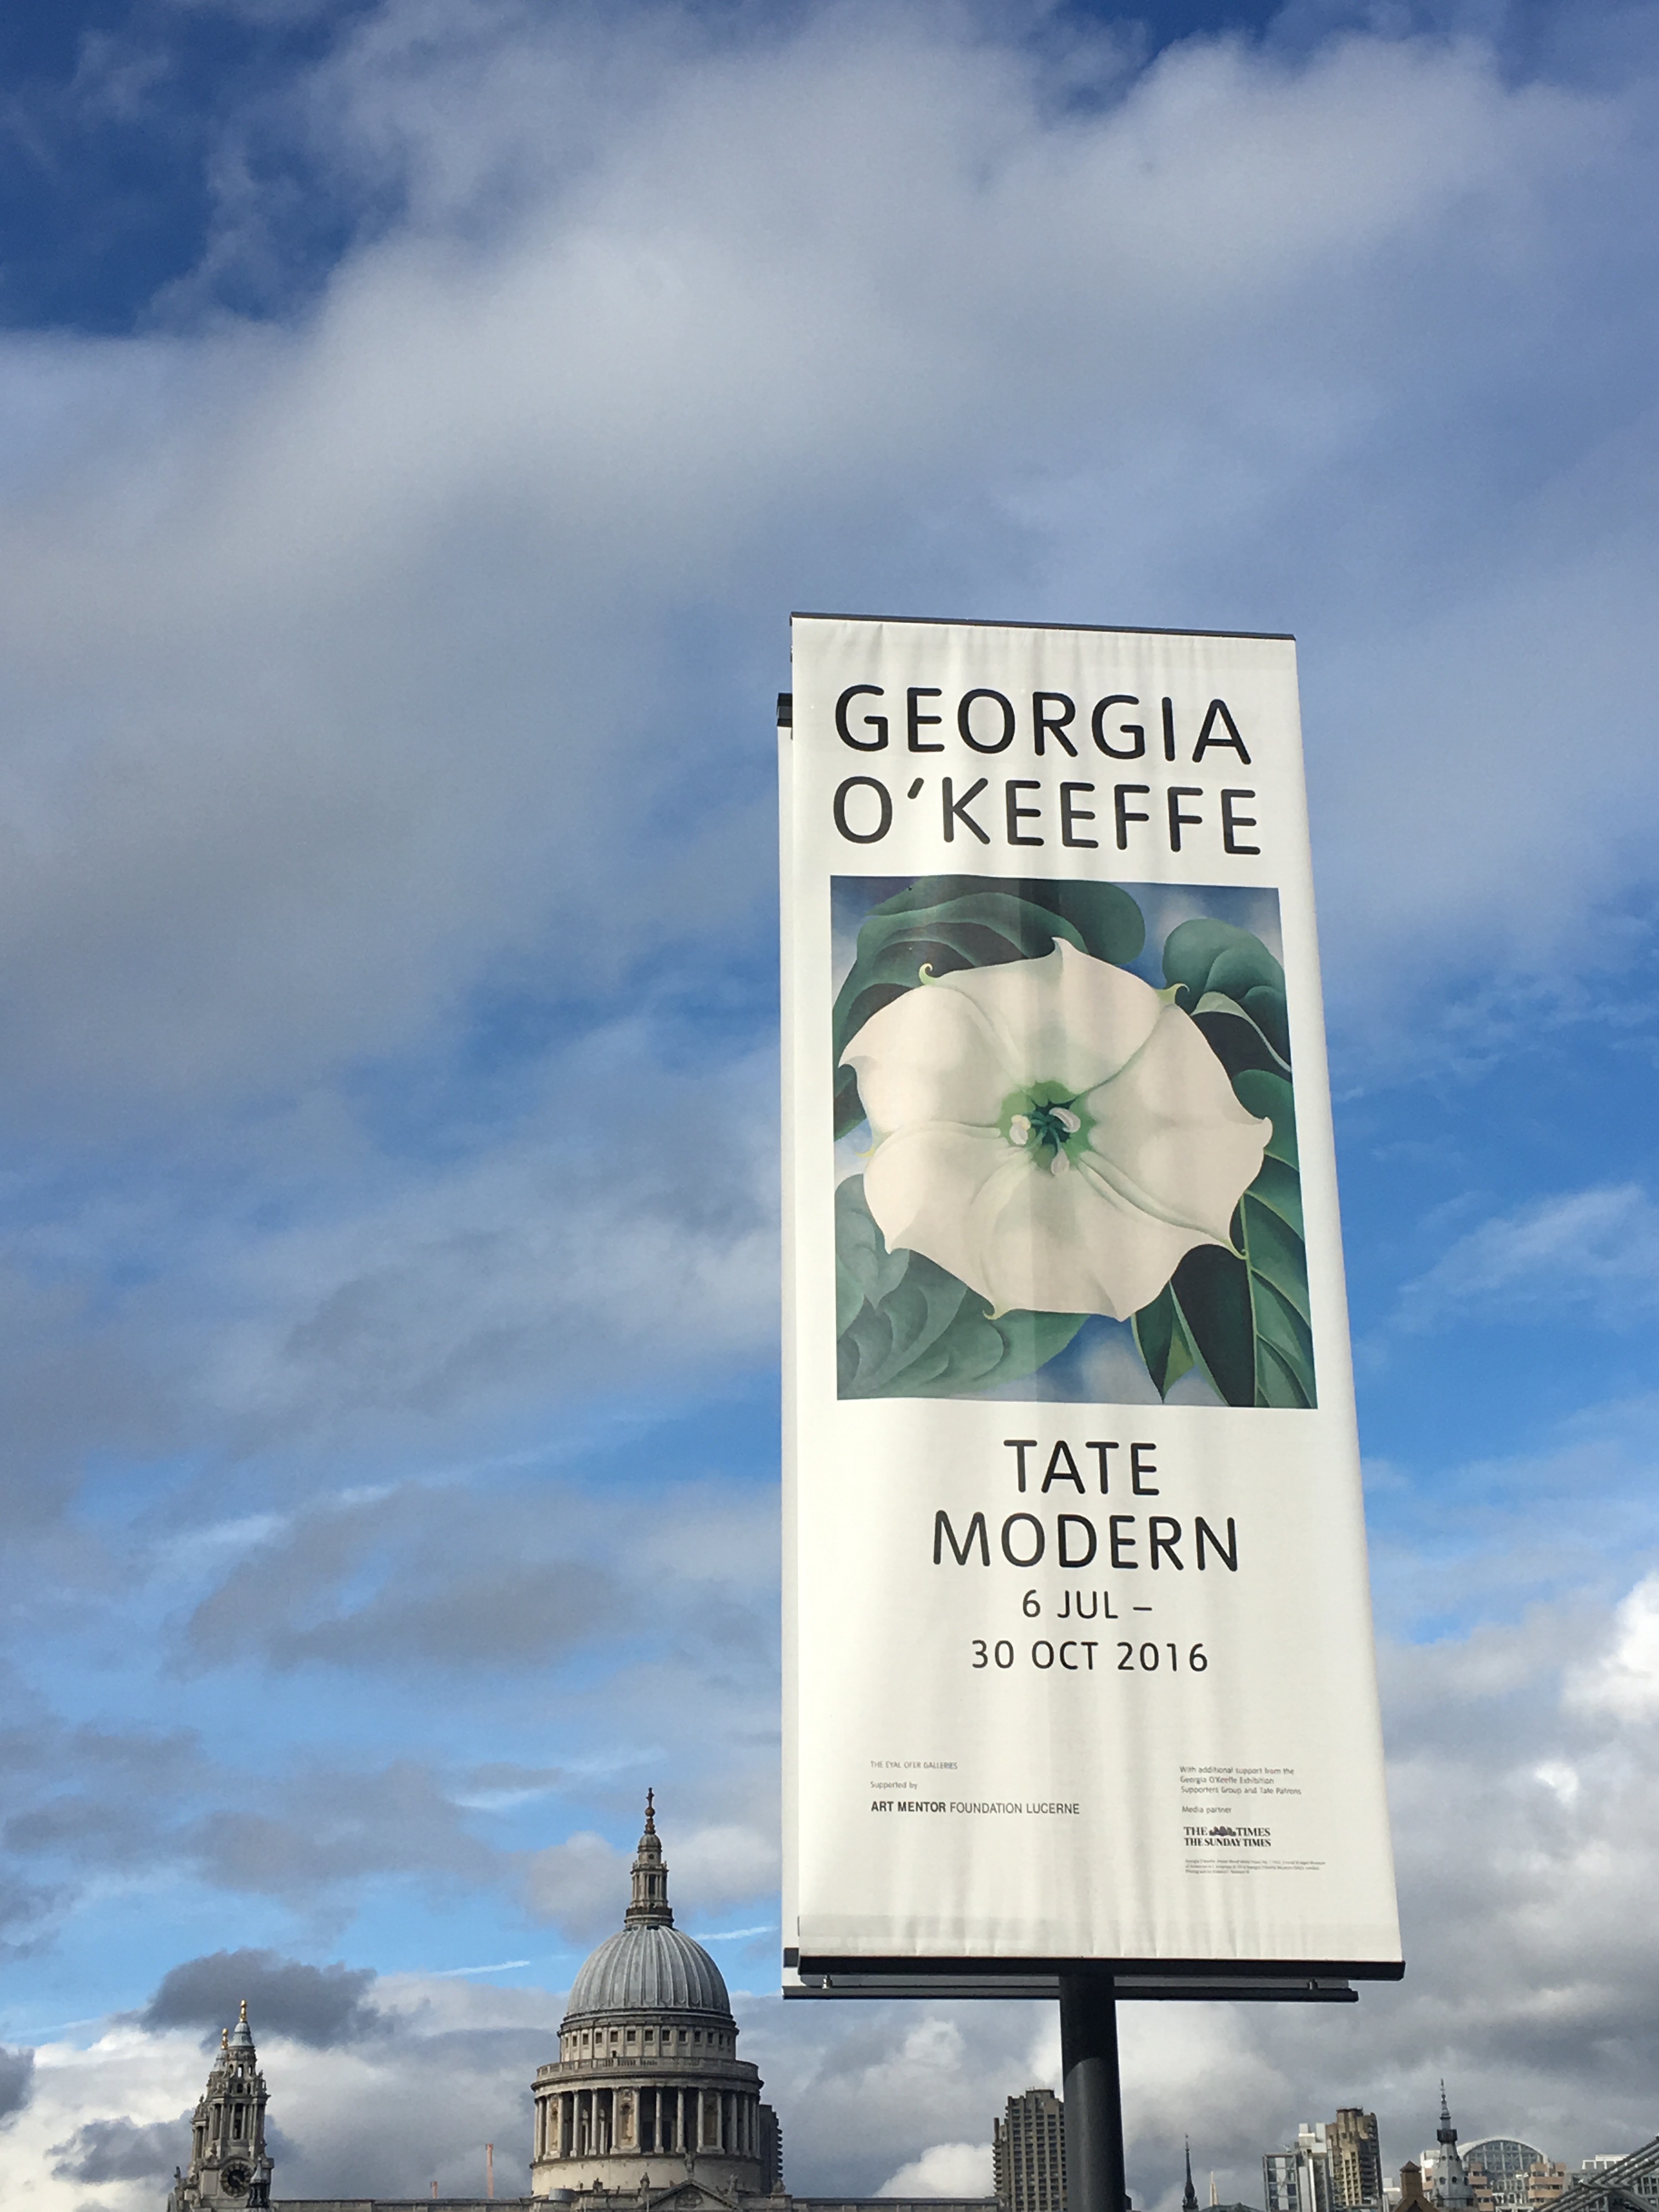 GEORGIA
O'KEEFFE
TATE
MODERN
6 JUL –
30 OCT 2016
THE EYAL OFER GALLERIES
Supported by
ART MENTOR FOUNDATION LUCERNE
With additional support from the
Georgia O'Keeffe Exhibition
Supporters Group and Tate Patrons
Media partner
THE TIMES
THE SUNDAY TIMES